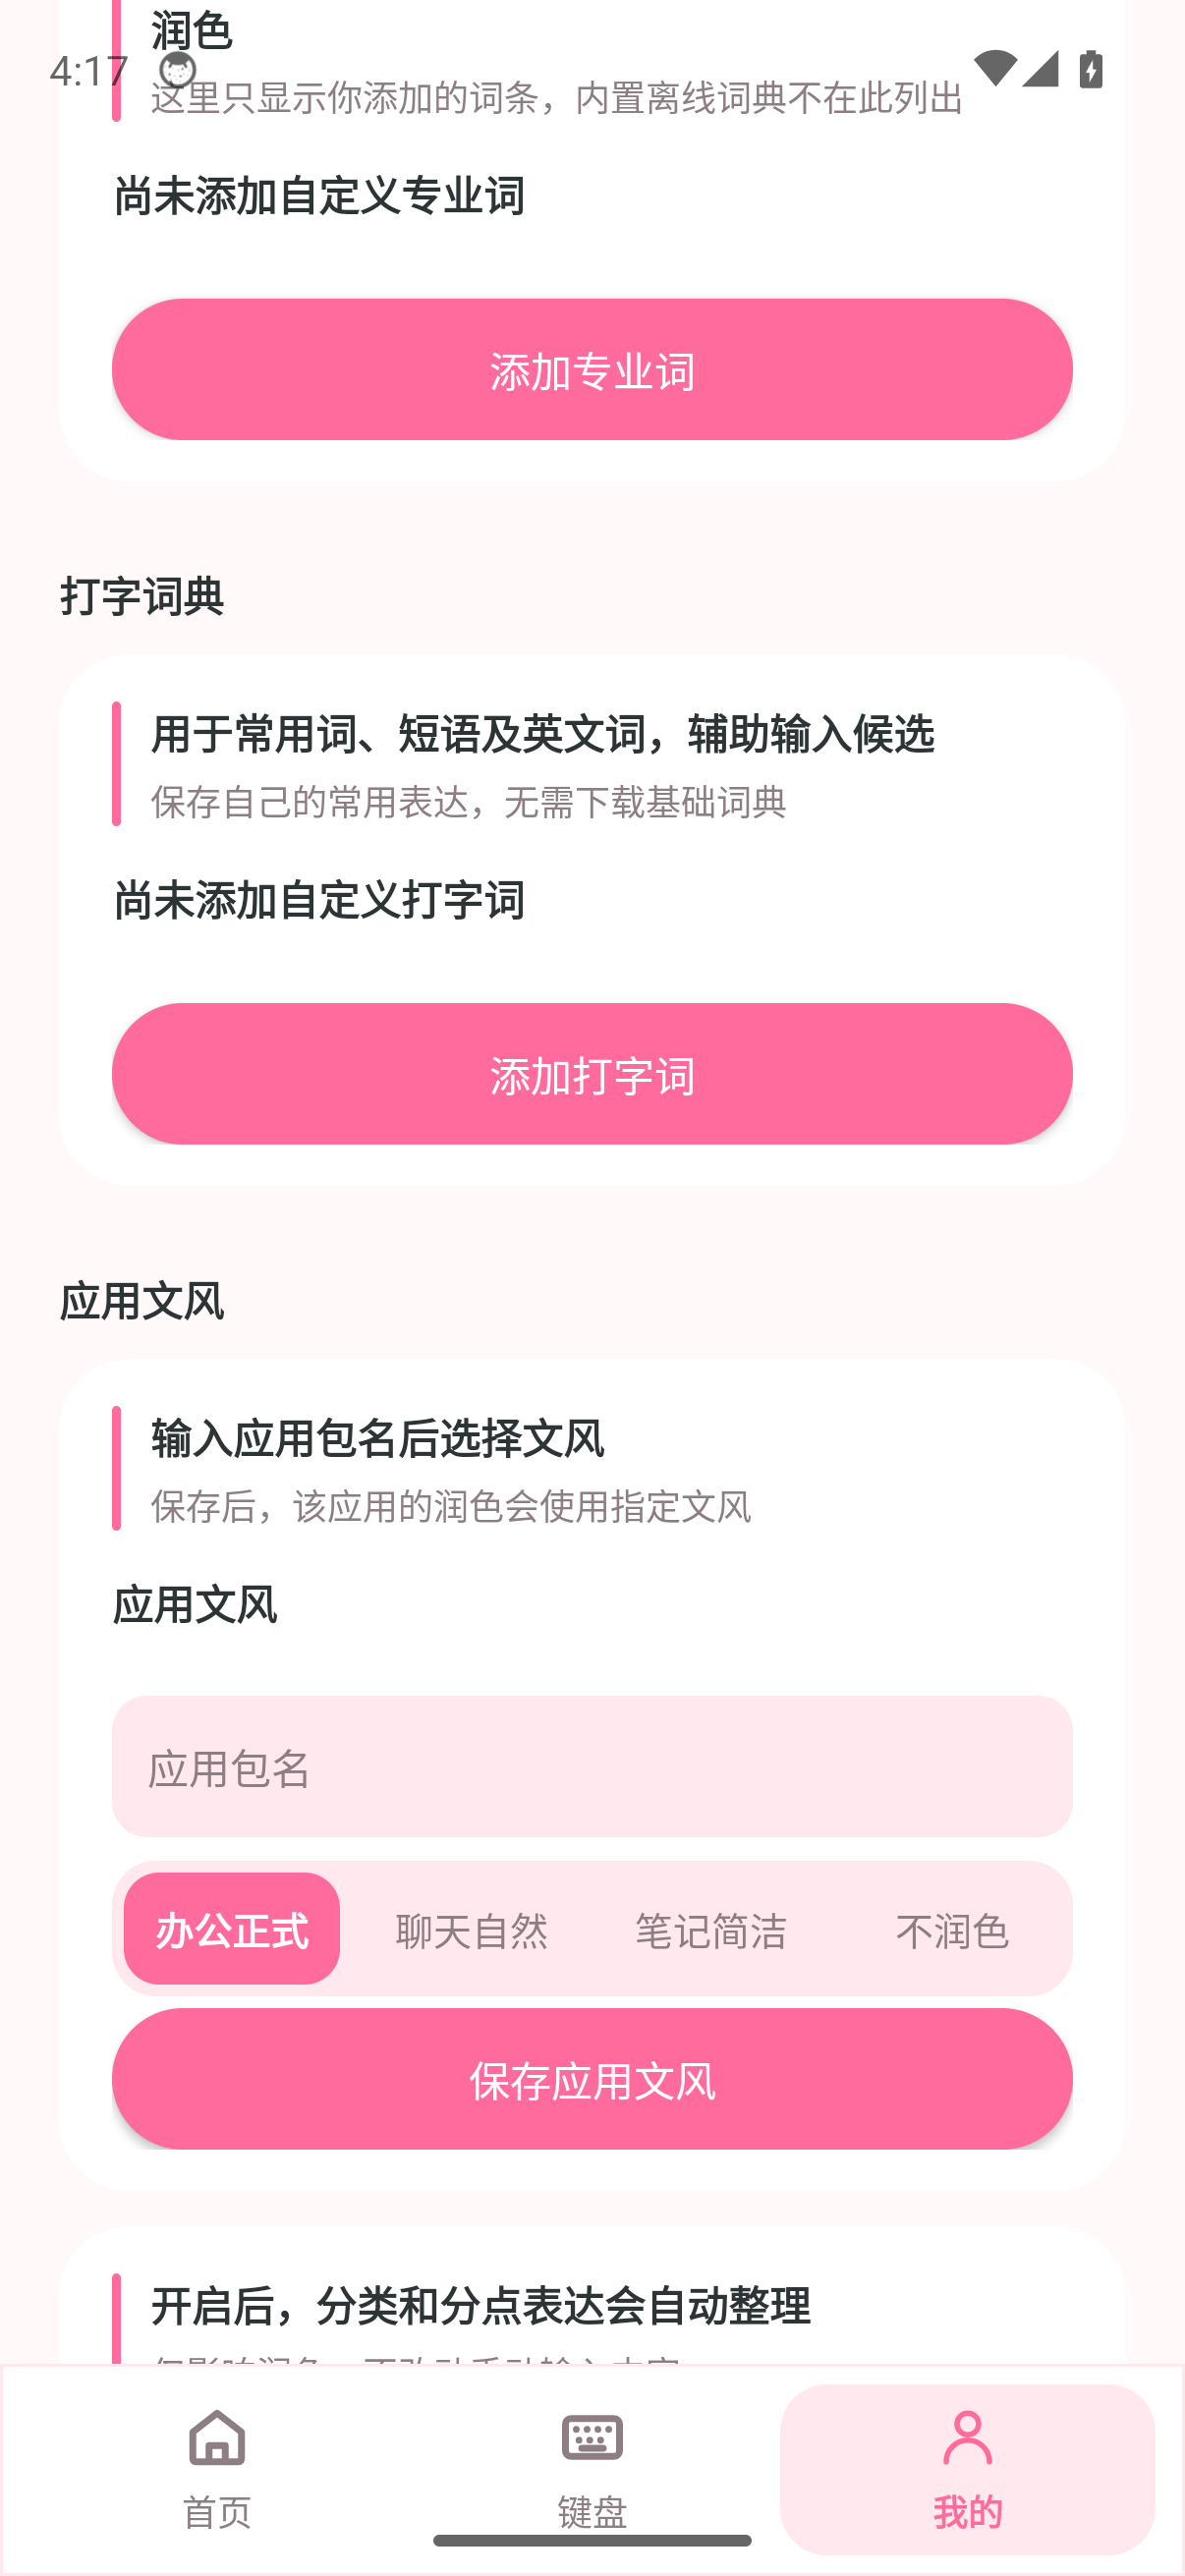 润色
4:17
这里只显示你添加的词条，内置离线词典不在此列出
尚未添加自定义专业词
添加专业词
打字词典
用于常用词、短语及英文词，辅助输入候选
保存自己的常用表达，无需下载基础词典
尚未添加自定义打字词
添加打字词
应用文风
输入应用包名后选择文风
保存后，该应用的润色会使用指定文风
应用文风
应用包名
办公正式 聊天自然 笔记简洁 不润色
保存应用文风
开启后，分类和分点表达会自动整理
首页 键盘 我的